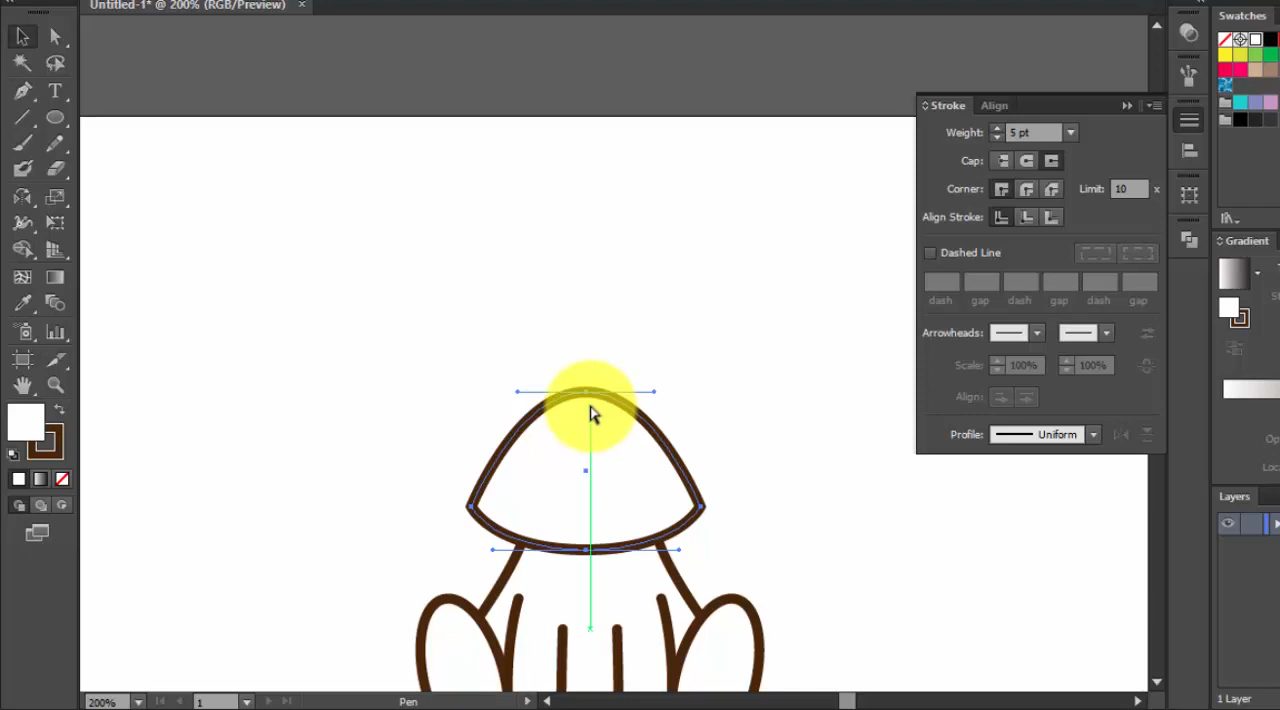 Untitled-1* @ 200% (RGB/Preview) ×
Swatches
Stroke Align
Weight: 5 pt
Cap:
Corner: Limit: 10 x
Align Stroke:
Dashed Line
dash gap dash gap dash gap
Arrowheads:
Scale: 100% 100%
Align:
Profile: Uniform
Gradient
T
Layers
200% 1 Pen
1 Layer